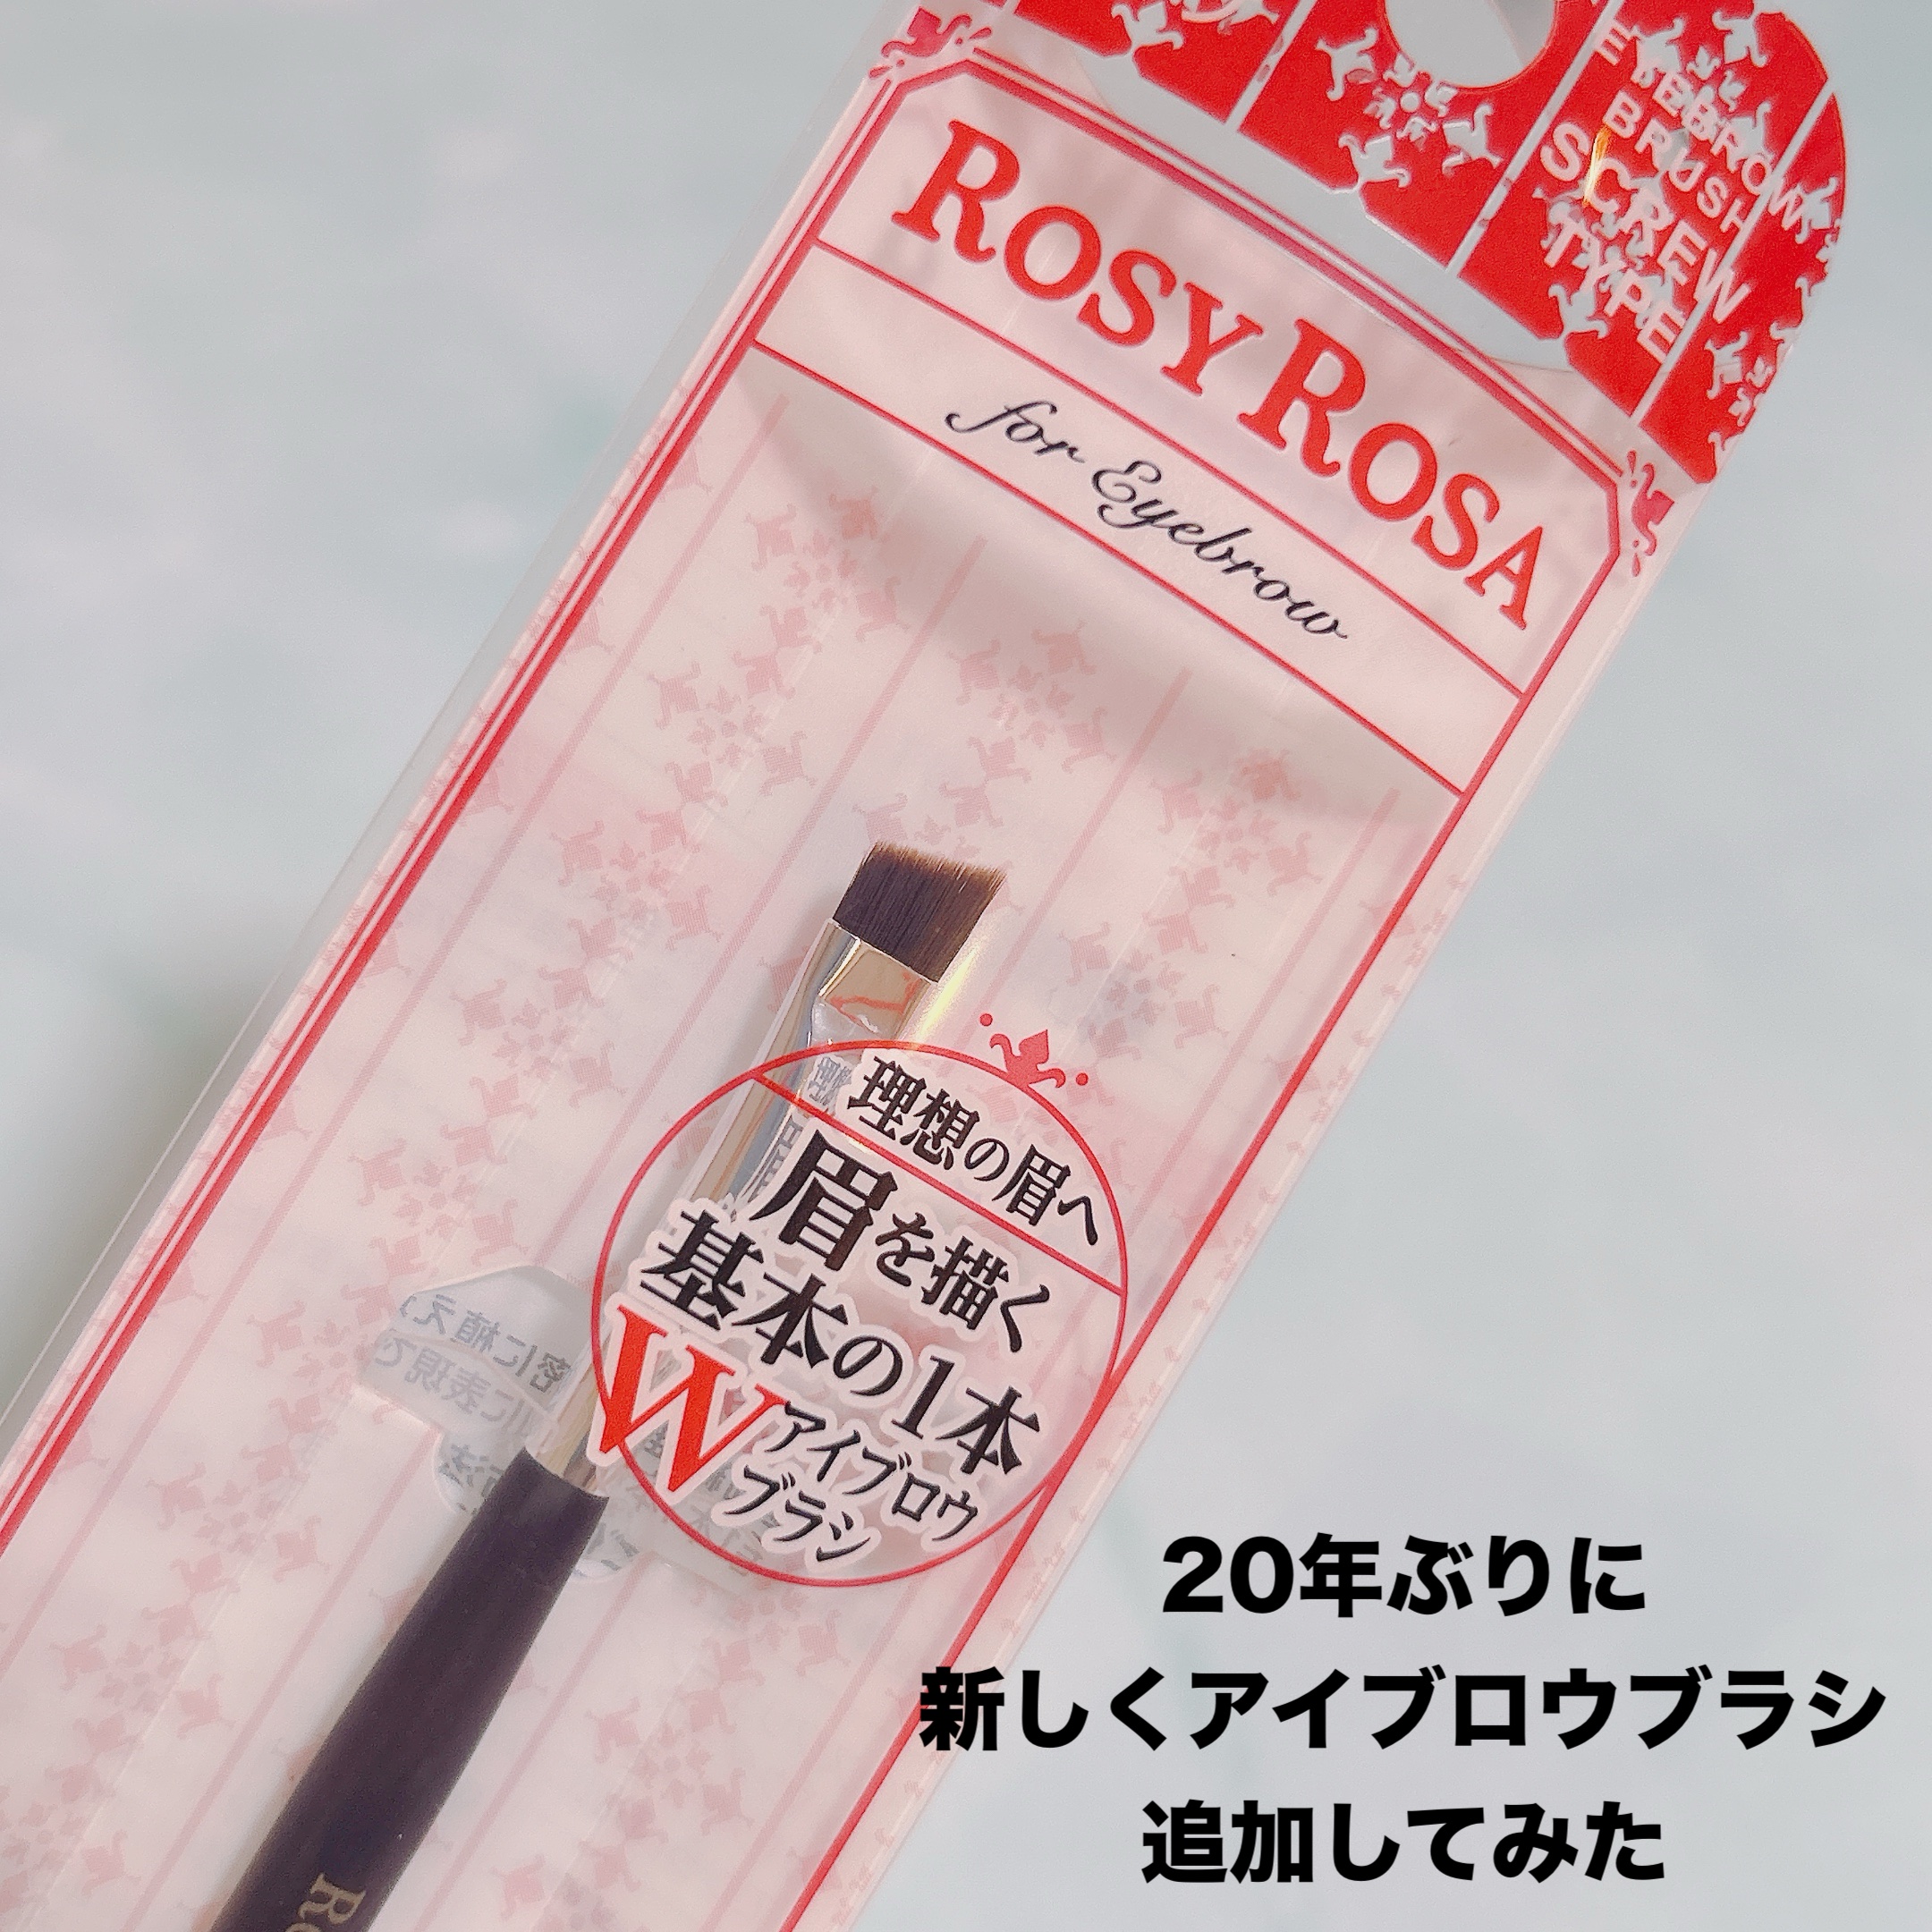 EYEBROW
BRUSH
SCREW
TYPE
ROSY ROSA
for Eyebrow
理想の眉へ
眉を描く
基本の1本
W アイブロウ
ブラシ
20年ぶりに
新しくアイブロウブラシ
追加してみた